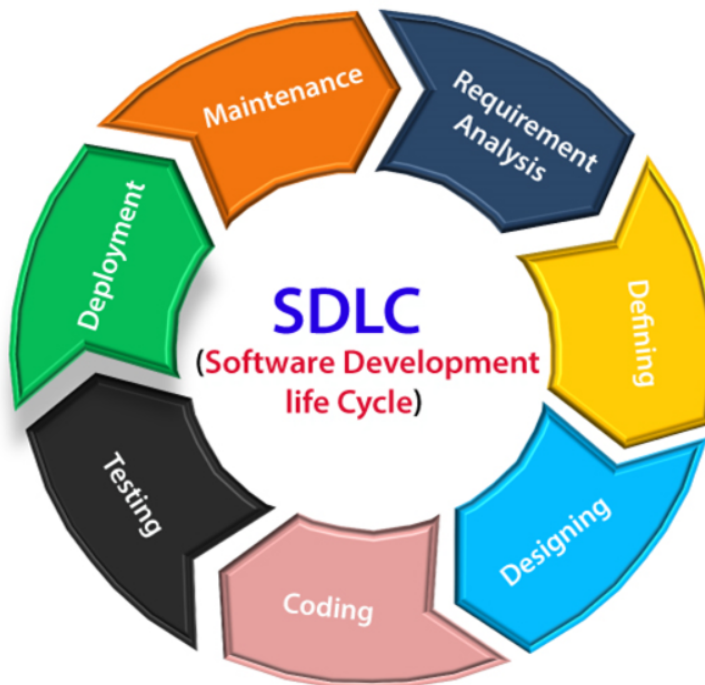 Maintenance
Requirement
Analysis
Defining
Designing
Coding
Testing
Deployment
SDLC
(Software Development
life Cycle)